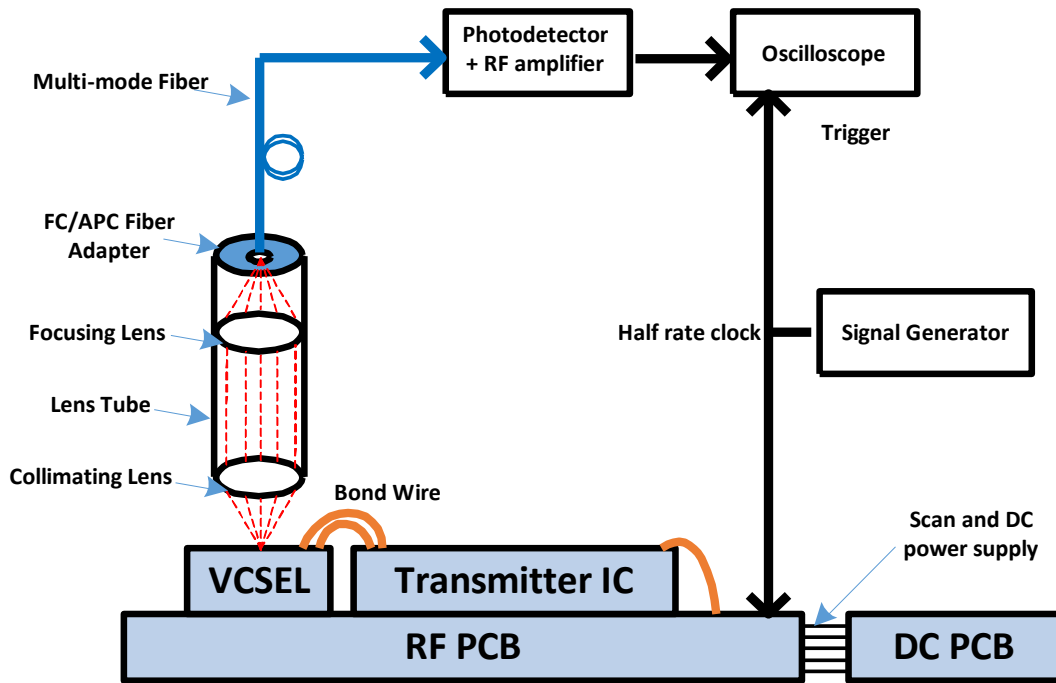 Photodetector
+ RF amplifier
Oscilloscope
Multi-mode Fiber
Trigger
FC/APC Fiber
Adapter
Focusing Lens
Half rate clock
Signal Generator
Lens Tube
Collimating Lens
Bond Wire
Scan and DC
power supply
VCSEL
Transmitter IC
RF PCB
DC PCB